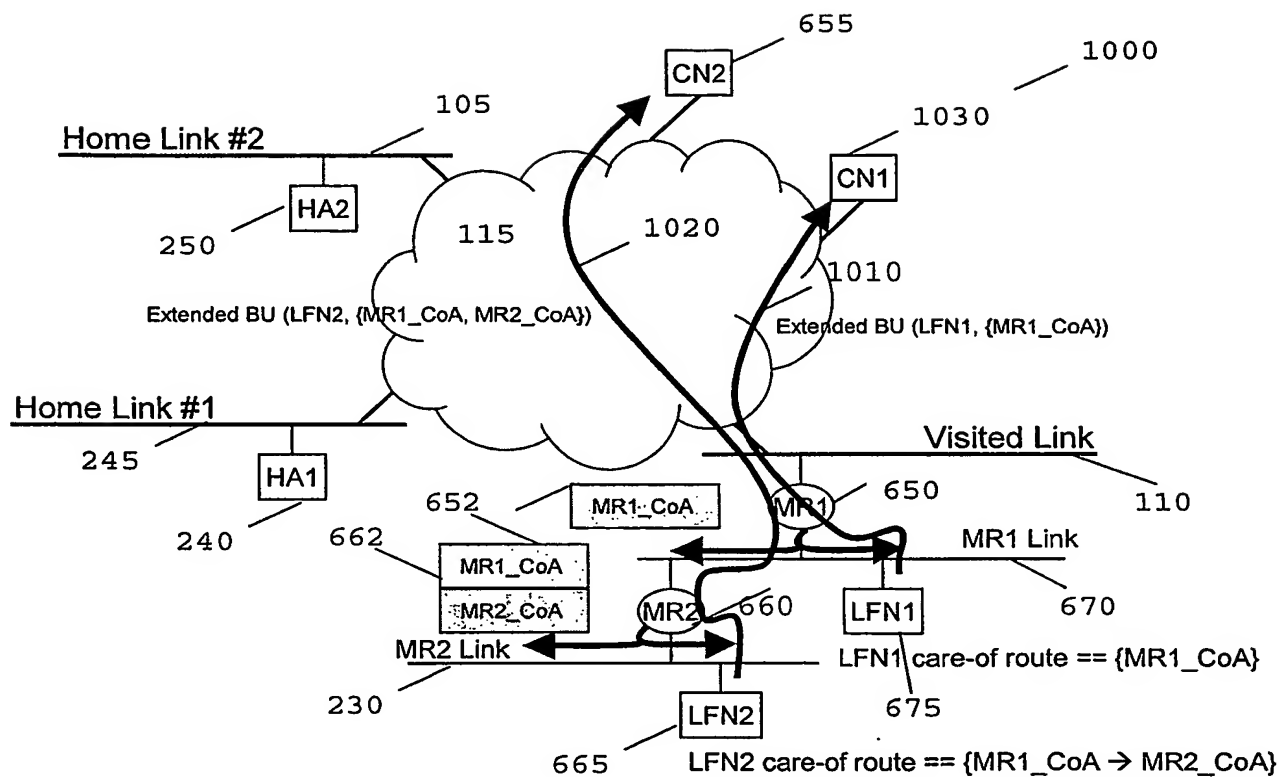 655
CN2
1000
105
Home Link #2
1030
CN1
HA2
115
1020
250
1010
Extended BU (LFN2, {MR1_CoA, MR2_CoA})
Extended BU (LFN1, {MR1_CoA})
Home Link #1
Visited Link
245
HA1
652
MR1_CoA
MR1
650
110
240
662
MR1_CoA
MR1 Link
MR2_CoA
MR2
660
LFN1
670
MR2 Link
LFN1 care-of route == {MR1_CoA}
230
LFN2
675
665
LFN2 care-of route == {MR1_CoA → MR2_CoA}